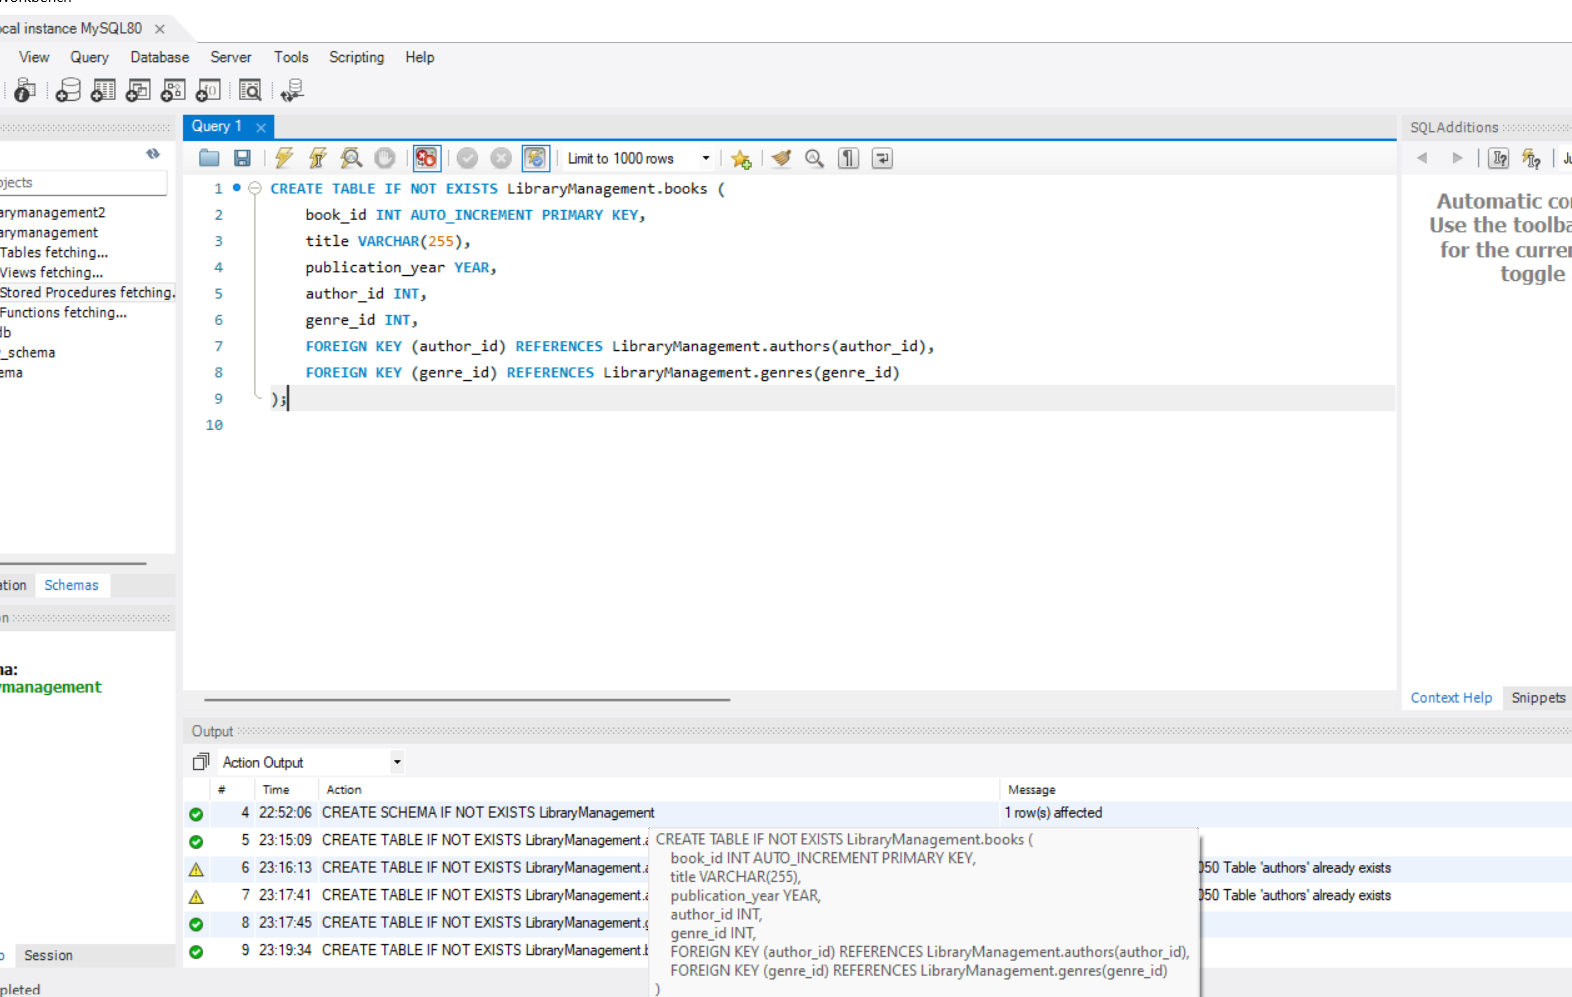 Workbench
ocal instance MySQL80
View Query Database Server Tools Scripting Help
Query 1
SQLAdditions
Limit to 1000 rows
bjects
arymanagement2
arymanagement
Tables fetching...
Views fetching...
Stored Procedures fetching.
Functions fetching...
db
_schema
ema
1 CREATE TABLE IF NOT EXISTS LibraryManagement.books (
2 book_id INT AUTO_INCREMENT PRIMARY KEY,
3 title VARCHAR(255),
4 publication_year YEAR,
5 author_id INT,
6 genre_id INT,
7 FOREIGN KEY (author_id) REFERENCES LibraryManagement.authors(author_id),
8 FOREIGN KEY (genre_id) REFERENCES LibraryManagement.genres(genre_id)
9 );
10
Automatic co
Use the toolba
for the curre
toggle
ation Schemas
na:
ymanagement
Context Help Snippets
Output
Action Output
# Time Action Message
4 22:52:06 CREATE SCHEMA IF NOT EXISTS LibraryManagement 1 row(s) affected
5 23:15:09 CREATE TABLE IF NOT EXISTS LibraryManagement.a
6 23:16:13 CREATE TABLE IF NOT EXISTS LibraryManagement.a 050 Table 'authors' already exists
7 23:17:41 CREATE TABLE IF NOT EXISTS LibraryManagement.a 050 Table 'authors' already exists
8 23:17:45 CREATE TABLE IF NOT EXISTS LibraryManagement.g
9 23:19:34 CREATE TABLE IF NOT EXISTS LibraryManagement.b
CREATE TABLE IF NOT EXISTS LibraryManagement.books (
book_id INT AUTO_INCREMENT PRIMARY KEY,
title VARCHAR(255),
publication_year YEAR,
author_id INT,
genre_id INT,
FOREIGN KEY (author_id) REFERENCES LibraryManagement.authors(author_id),
FOREIGN KEY (genre_id) REFERENCES LibraryManagement.genres(genre_id)
)
Session
pleted